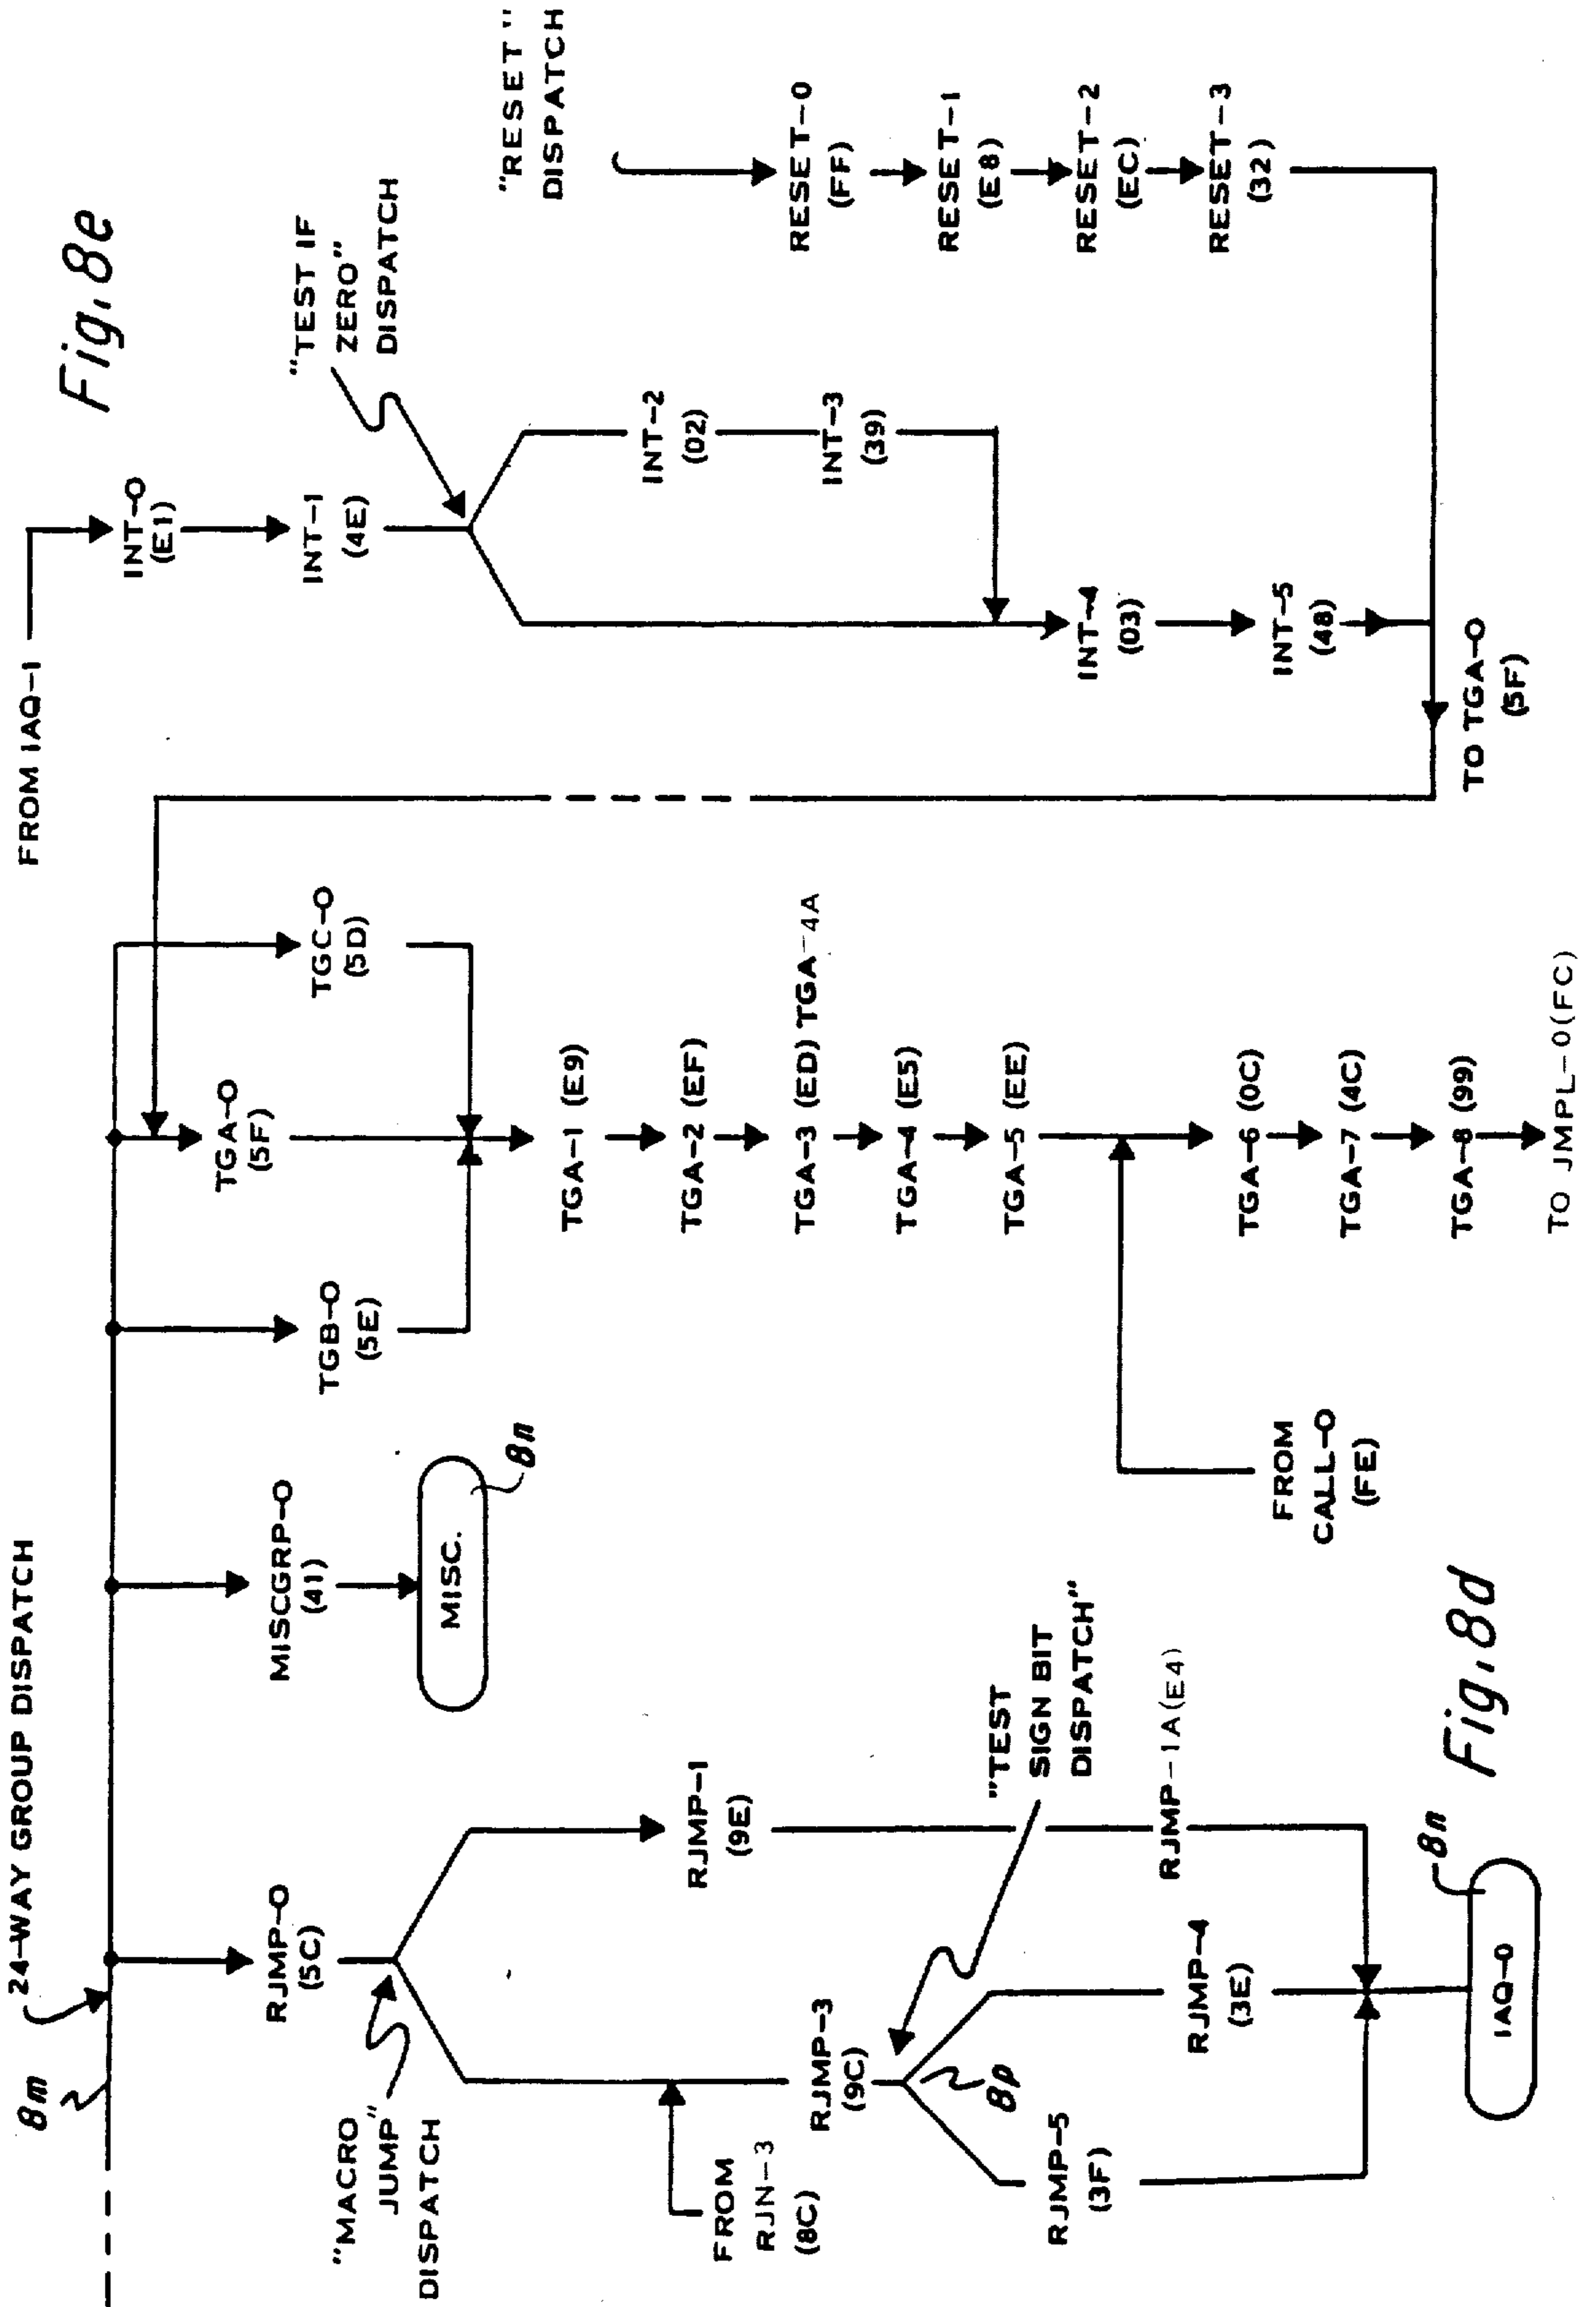 24-WAY GROUP DISPATCH
8m
RJMP-0
(5C)
"MACRO"
JUMP"
DISPATCH
RJMP-1
(9E)
FROM
RJN-3
(8C)
RJMP-3
(9C)
"TEST
SIGN BIT
DISPATCH"
8p
RJMP-5
(3F)
RJMP-4
(3E)
RJMP-1A(E4)
IAQ-0
8n
Fig. 8d
MISCGRP-0
(41)
MISC.
8n
TGB-0
(5E)
TGA-0
(5F)
TGC-0
(5D)
TGA-1 (E9)
TGA-2 (EF)
TGA-3 (ED) TGA-4A
TGA-4 (E5)
TGA-5 (EE)
FROM
CALL-0
(FE)
TGA-6 (0C)
TGA-7 (4C)
TGA-8 (99)
TO JMPL-0(FC)
FROM IAQ-1
Fig. 8e
INT-0
(E1)
INT-1
(4E)
"TEST IF
ZERO"
DISPATCH
INT-2
(02)
INT-3
(39)
INT-4
(03)
INT-5
(48)
TO TGA-0
(5F)
"RESET"
DISPATCH
RESET-0
(FF)
RESET-1
(E8)
RESET-2
(EC)
RESET-3
(32)